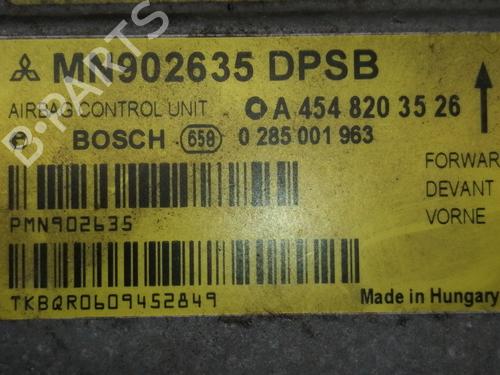 MN902635 DPSB
AIRBAG CONTROL UNIT A 454 820 35 26
BOSCH 658 0 285 001 963
FORWAR
DEVANT
VORNE
PMN902635
TKBQR0609452849
Made in Hungary
B-PARTS